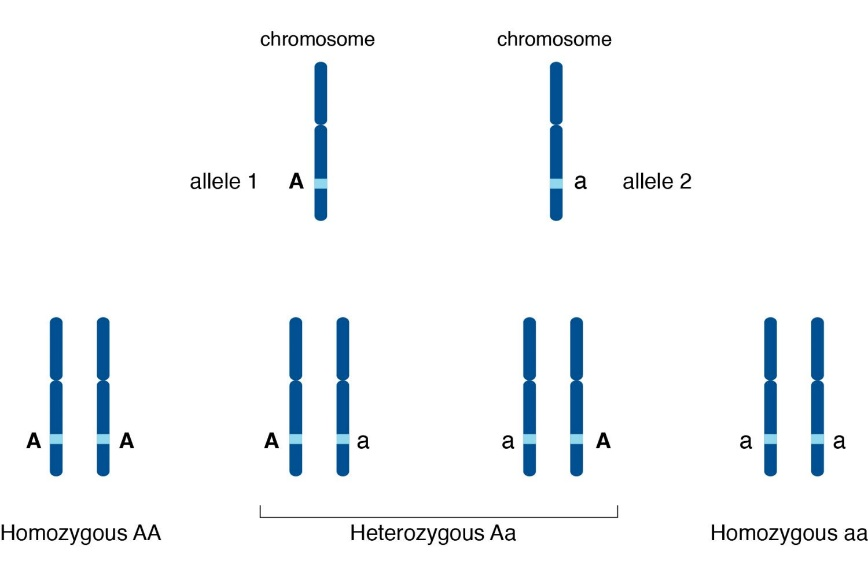 chromosome chromosome
allele 1 A a allele 2
A A A a a A a a
Homozygous AA Heterozygous Aa Homozygous aa